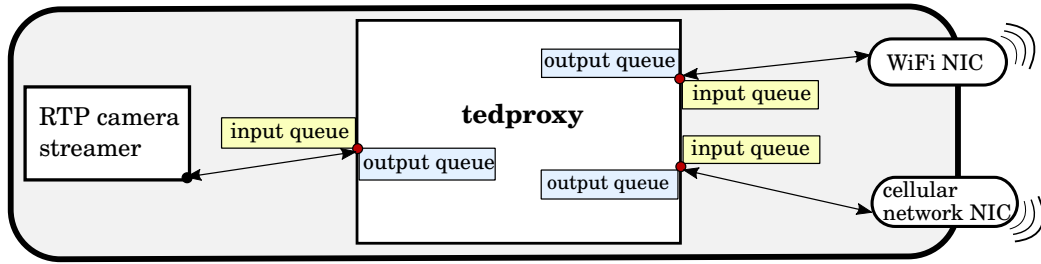 RTP camera
streamer
input queue
output queue
tedproxy
output queue
input queue
input queue
output queue
WiFi NIC
cellular
network NIC